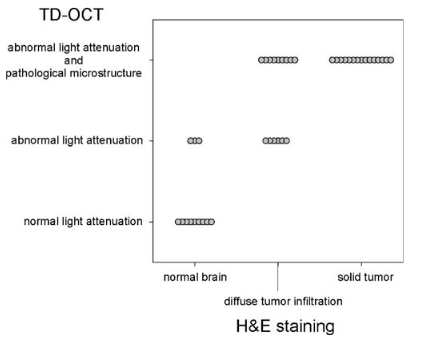 TD-OCT
abnormal light attenuation
and
pathological microstructure
abnormal light attenuation
normal light attenuation
normal brain
solid tumor
diffuse tumor infiltration
H&E staining